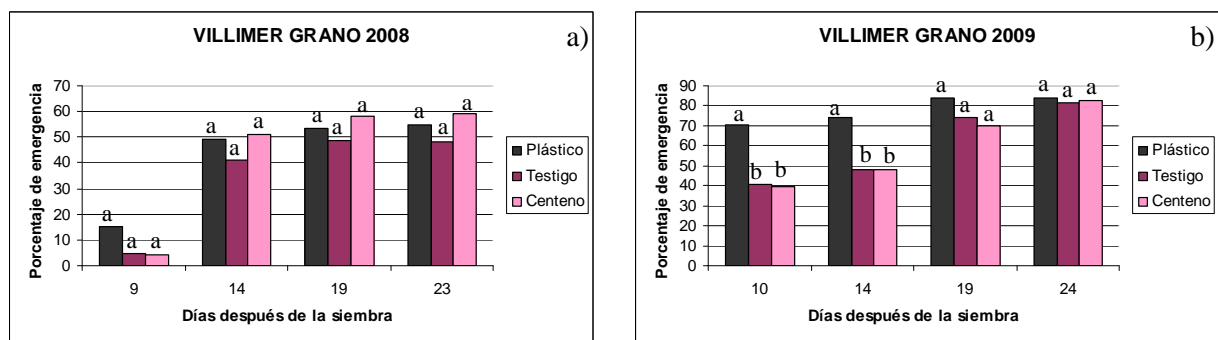 VILLIMER GRANO 2008
a)
Porcentaje de emergencia
70
60
50
40
30
20
10
0
a
a
a
a
a
a
a
a
a
a
a
a
9
14
19
23
Días después de la siembra
Plástico
Testigo
Centeno
VILLIMER GRANO 2009
b)
Porcentaje de emergencia
90
80
70
60
50
40
30
20
10
0
a
b
b
a
b
b
a
a
a
a
a
a
10
14
19
24
Días después de la siembra
Plástico
Testigo
Centeno